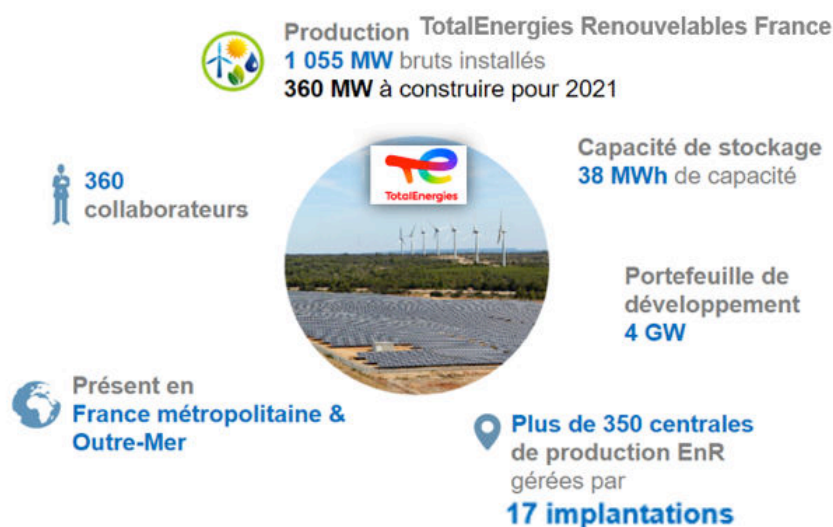 Production TotalEnergies Renouvelables France
1 055 MW bruts installés
360 MW à construire pour 2021
Capacité de stockage
38 MWh de capacité
360
collaborateurs
TotalEnergies
Portefeuille de
développement
4 GW
Présent en
France métropolitaine &
Outre-Mer
Plus de 350 centrales
de production EnR
gérées par
17 implantations